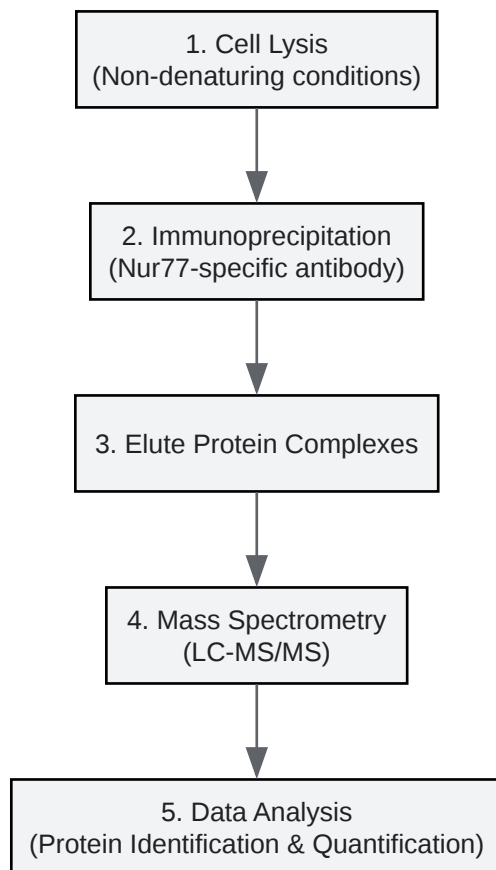 1. Cell Lysis
(Non-denaturing conditions)
2. Immunoprecipitation
(Nur77-specific antibody)
3. Elute Protein Complexes
4. Mass Spectrometry
(LC-MS/MS)
5. Data Analysis
(Protein Identification & Quantification)